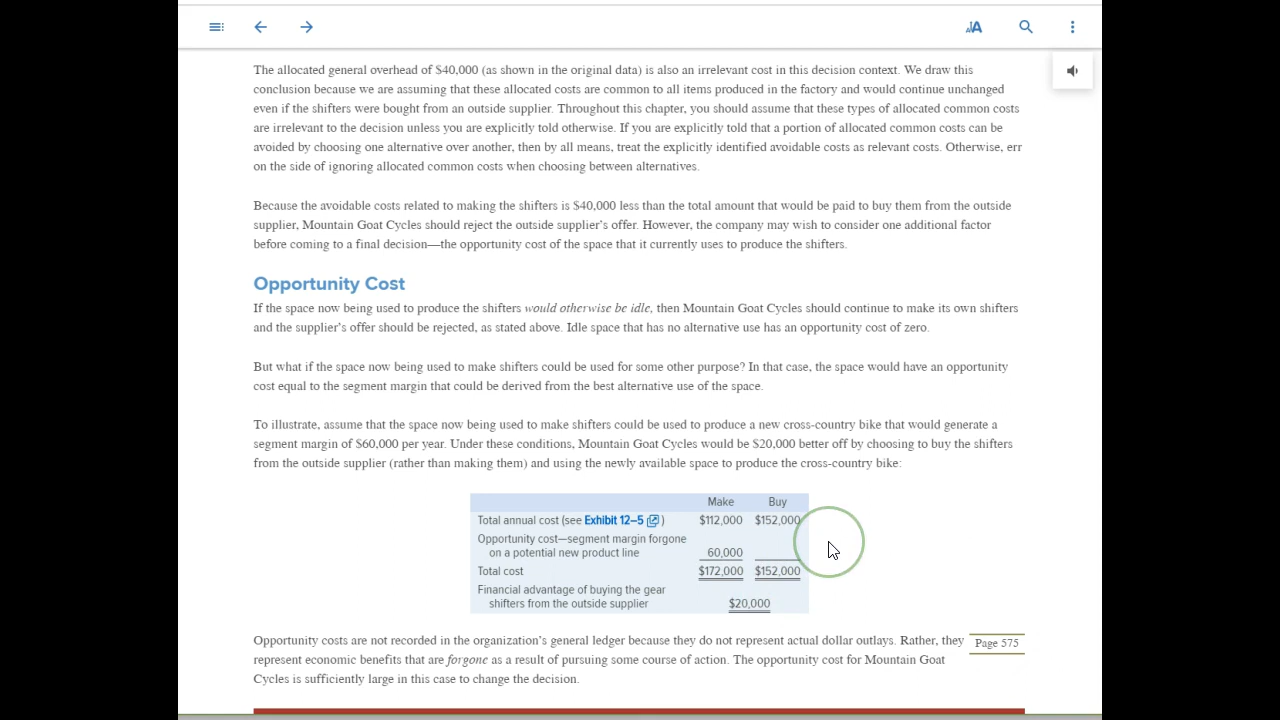 The allocated general overhead of $40,000 (as shown in the original data) is also an irrelevant cost in this decision context. We draw this
conclusion because we are assuming that these allocated costs are common to all items produced in the factory and would continue unchanged
even if the shifters were bought from an outside supplier. Throughout this chapter, you should assume that these types of allocated common costs
are irrelevant to the decision unless you are explicitly told otherwise. If you are explicitly told that a portion of allocated common costs can be
avoided by choosing one alternative over another, then by all means, treat the explicitly identified avoidable costs as relevant costs. Otherwise, err
on the side of ignoring allocated common costs when choosing between alternatives.
Because the avoidable costs related to making the shifters is $40,000 less than the total amount that would be paid to buy them from the outside
supplier, Mountain Goat Cycles should reject the outside supplier's offer. However, the company may wish to consider one additional factor
before coming to a final decision—the opportunity cost of the space that it currently uses to produce the shifters.
Opportunity Cost
If the space now being used to produce the shifters would otherwise be idle, then Mountain Goat Cycles should continue to make its own shifters
and the supplier's offer should be rejected, as stated above. Idle space that has no alternative use has an opportunity cost of zero.
But what if the space now being used to make shifters could be used for some other purpose? In that case, the space would have an opportunity
cost equal to the segment margin that could be derived from the best alternative use of the space.
To illustrate, assume that the space now being used to make shifters could be used to produce a new cross-country bike that would generate a
segment margin of $60,000 per year. Under these conditions, Mountain Goat Cycles would be $20,000 better off by choosing to buy the shifters
from the outside supplier (rather than making them) and using the newly available space to produce the cross-country bike:
Make Buy
Total annual cost (see Exhibit 12–5 ) $112,000 $152,000
Opportunity cost—segment margin forgone
on a potential new product line 60,000
Total cost $172,000 $152,000
Financial advantage of buying the gear
shifters from the outside supplier $20,000
Opportunity costs are not recorded in the organization's general ledger because they do not represent actual dollar outlays. Rather, they
Page 575
represent economic benefits that are forgone as a result of pursuing some course of action. The opportunity cost for Mountain Goat
Cycles is sufficiently large in this case to change the decision.